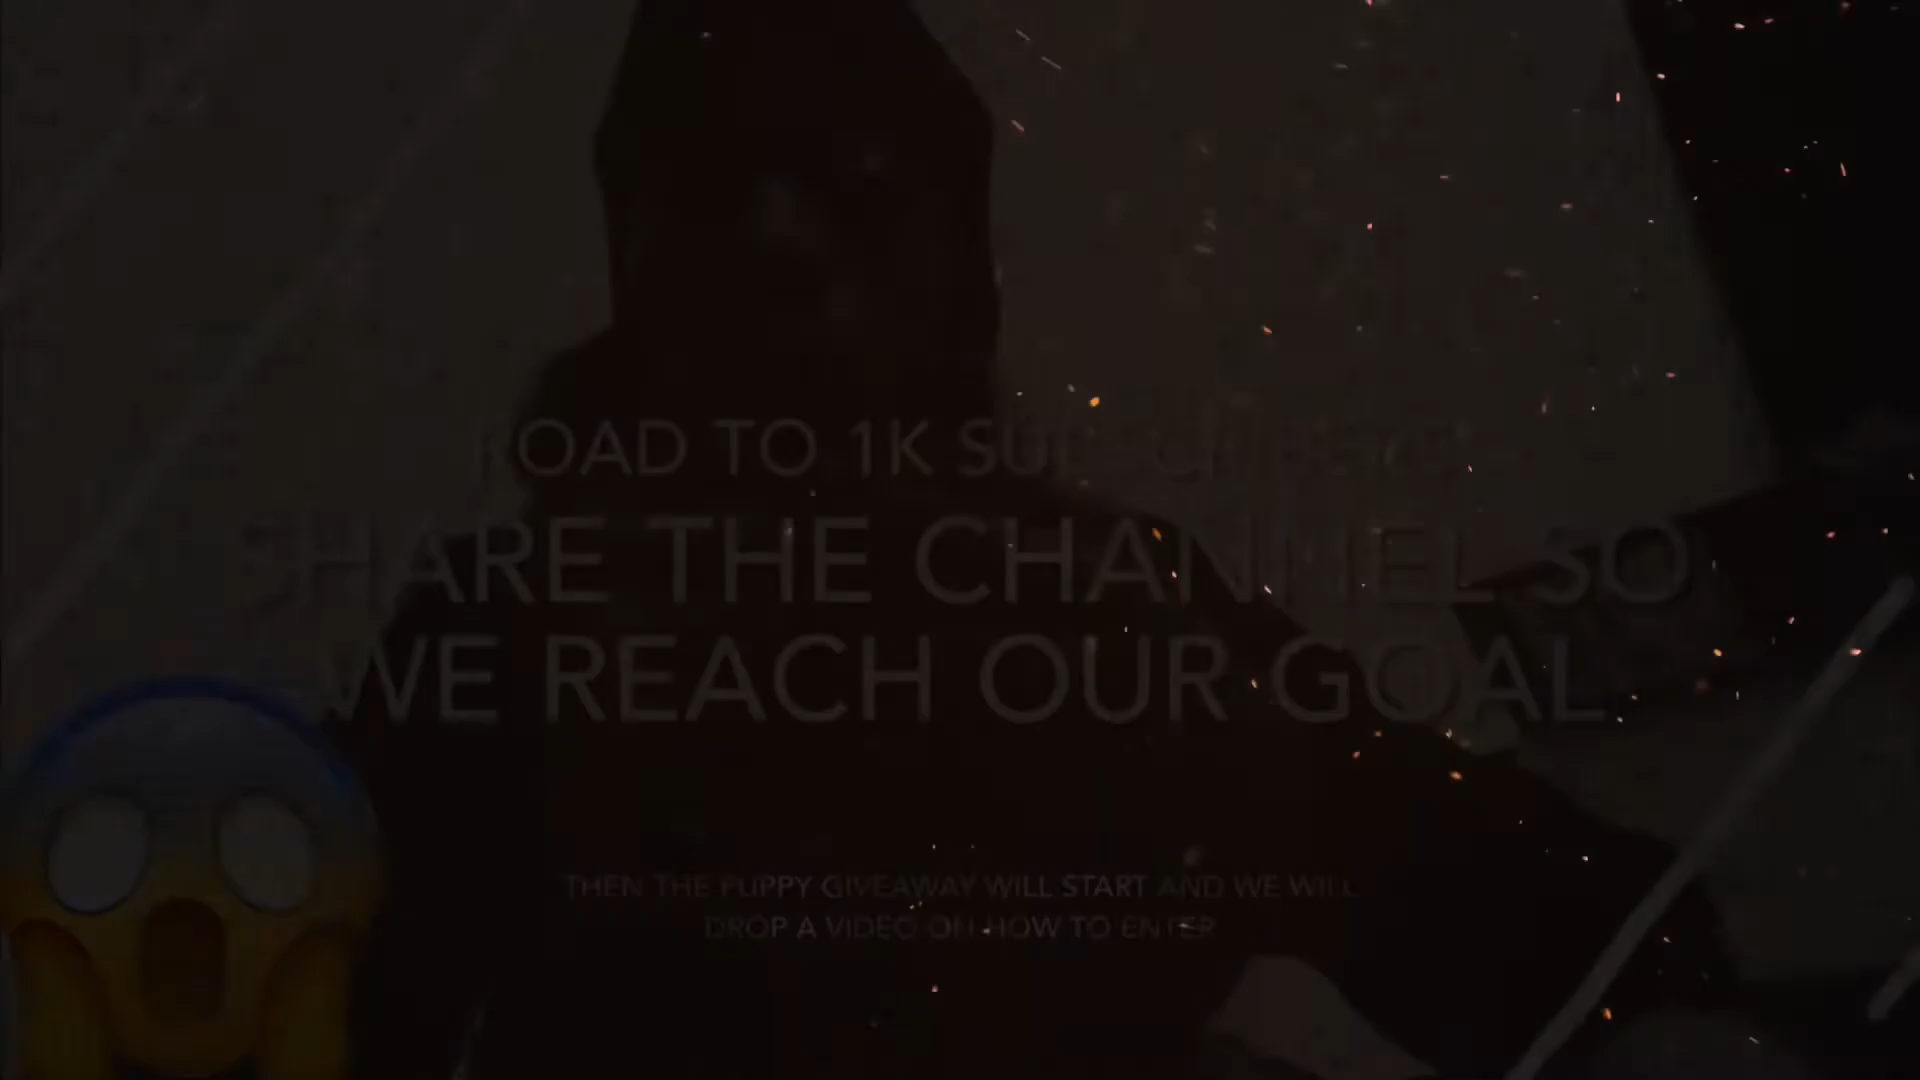 ROAD TO 1K SUBSCRIBERS
SHARE THE CHANNEL SO
WE REACH OUR GOAL
THEN THE PUPPY GIVEAWAY WILL START AND WE WILL
DROP A VIDEO ON HOW TO ENTER